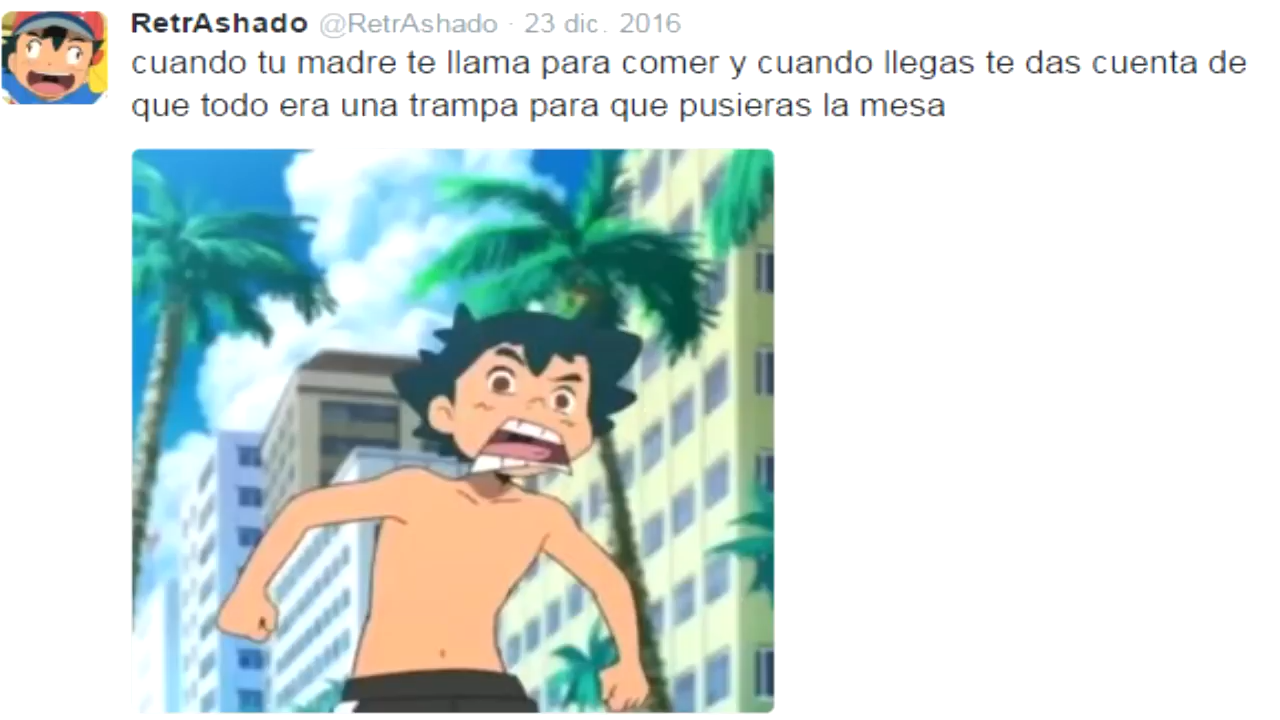 RetrAshado @RetrAshado · 23 dic. 2016
cuando tu madre te llama para comer y cuando llegas te das cuenta de
que todo era una trampa para que pusieras la mesa